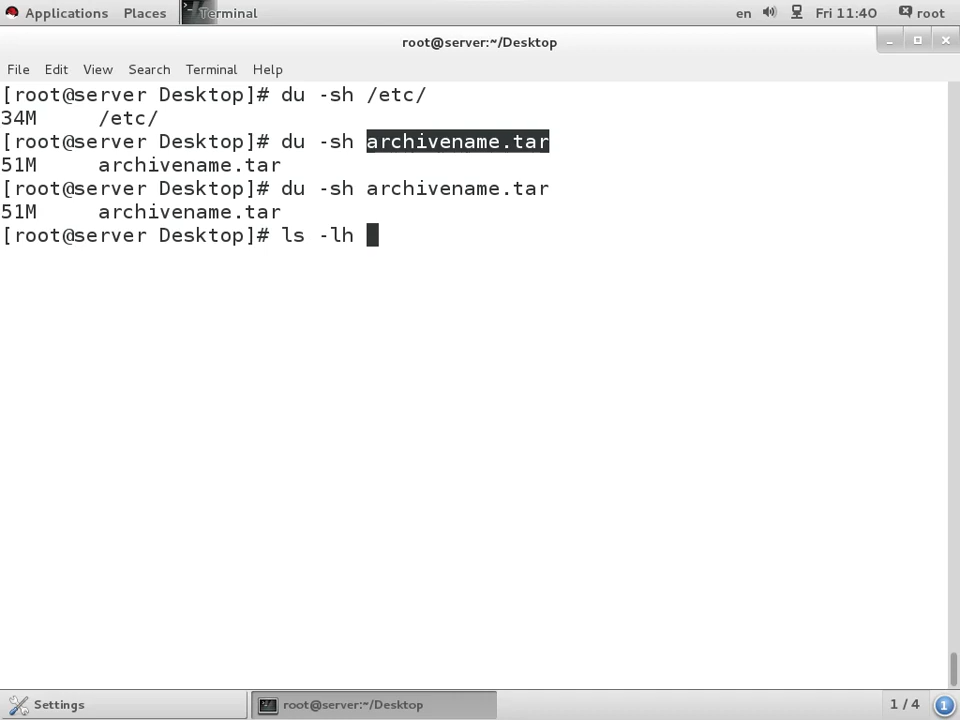 Applications Places Terminal en Fri 11:40 root
root@server:~/Desktop
File Edit View Search Terminal Help
[root@server Desktop]# du -sh /etc/
34M /etc/
[root@server Desktop]# du -sh archivename.tar
51M archivename.tar
[root@server Desktop]# du -sh archivename.tar
51M archivename.tar
[root@server Desktop]# ls -lh
Settings root@server:~/Desktop 1 / 4 1